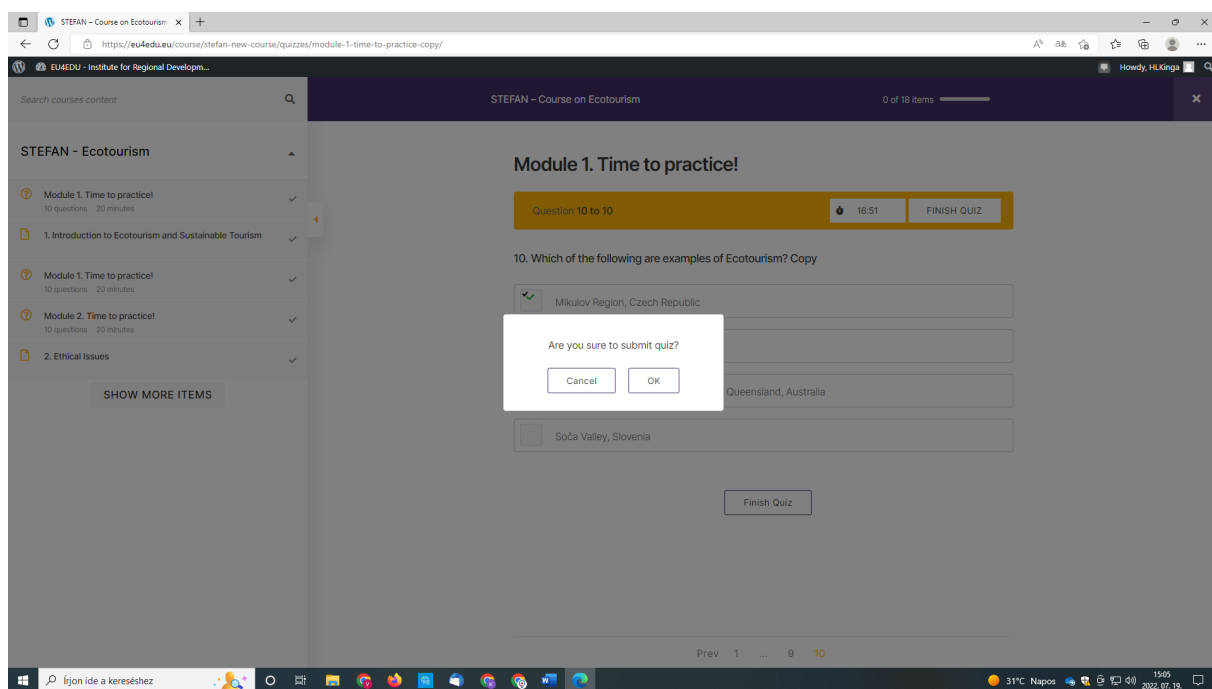 STEFAN – Course on Ecotourism
https://eu4edu.eu/course/stefan-new-course/quizzes/module-1-time-to-practice-copy/
EU4EDU - Institute for Regional Developm...
Howdy, HLKinga
Search courses content
STEFAN – Course on Ecotourism
0 of 18 items
STEFAN - Ecotourism
Module 1. Time to practice!
10 questions 20 minutes
1. Introduction to Ecotourism and Sustainable Tourism
Module 1. Time to practice!
10 questions 20 minutes
Module 2. Time to practice!
10 questions 20 minutes
2. Ethical Issues
SHOW MORE ITEMS
Module 1. Time to practice!
Question 10 to 10
16:51
FINISH QUIZ
10. Which of the following are examples of Ecotourism? Copy
Mikulov Region, Czech Republic
Are you sure to submit quiz?
Cancel
OK
Queensland, Australia
Soča Valley, Slovenia
Finish Quiz
Prev 1 ... 9 10
Írjon ide a kereséshez
31°C Napos
15:05
2022. 07. 19.